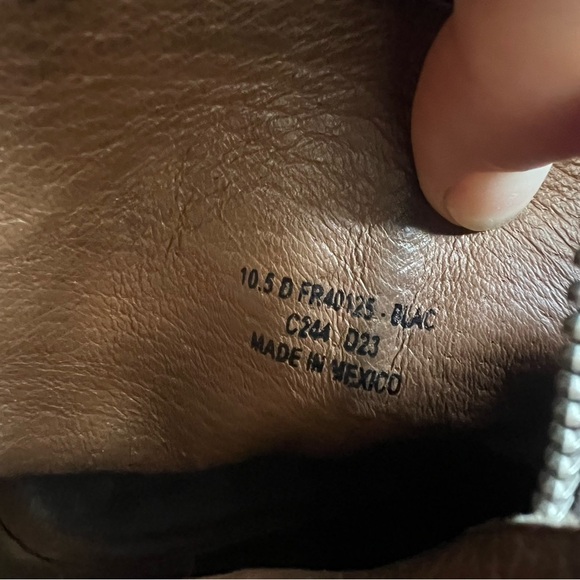 10.5 D FR40125 - BLAC
C244 D23
MADE IN MEXICO